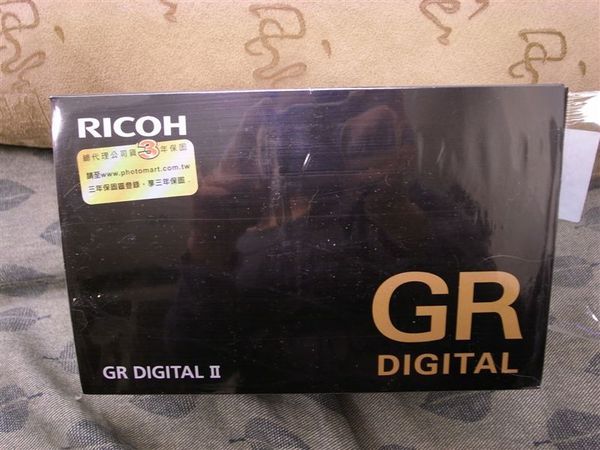 RICOH
總代理公司貨3年保固
請至www.photomart.com.tw
三年保固區登錄，享三年保固
GR
DIGITAL
GR DIGITAL II